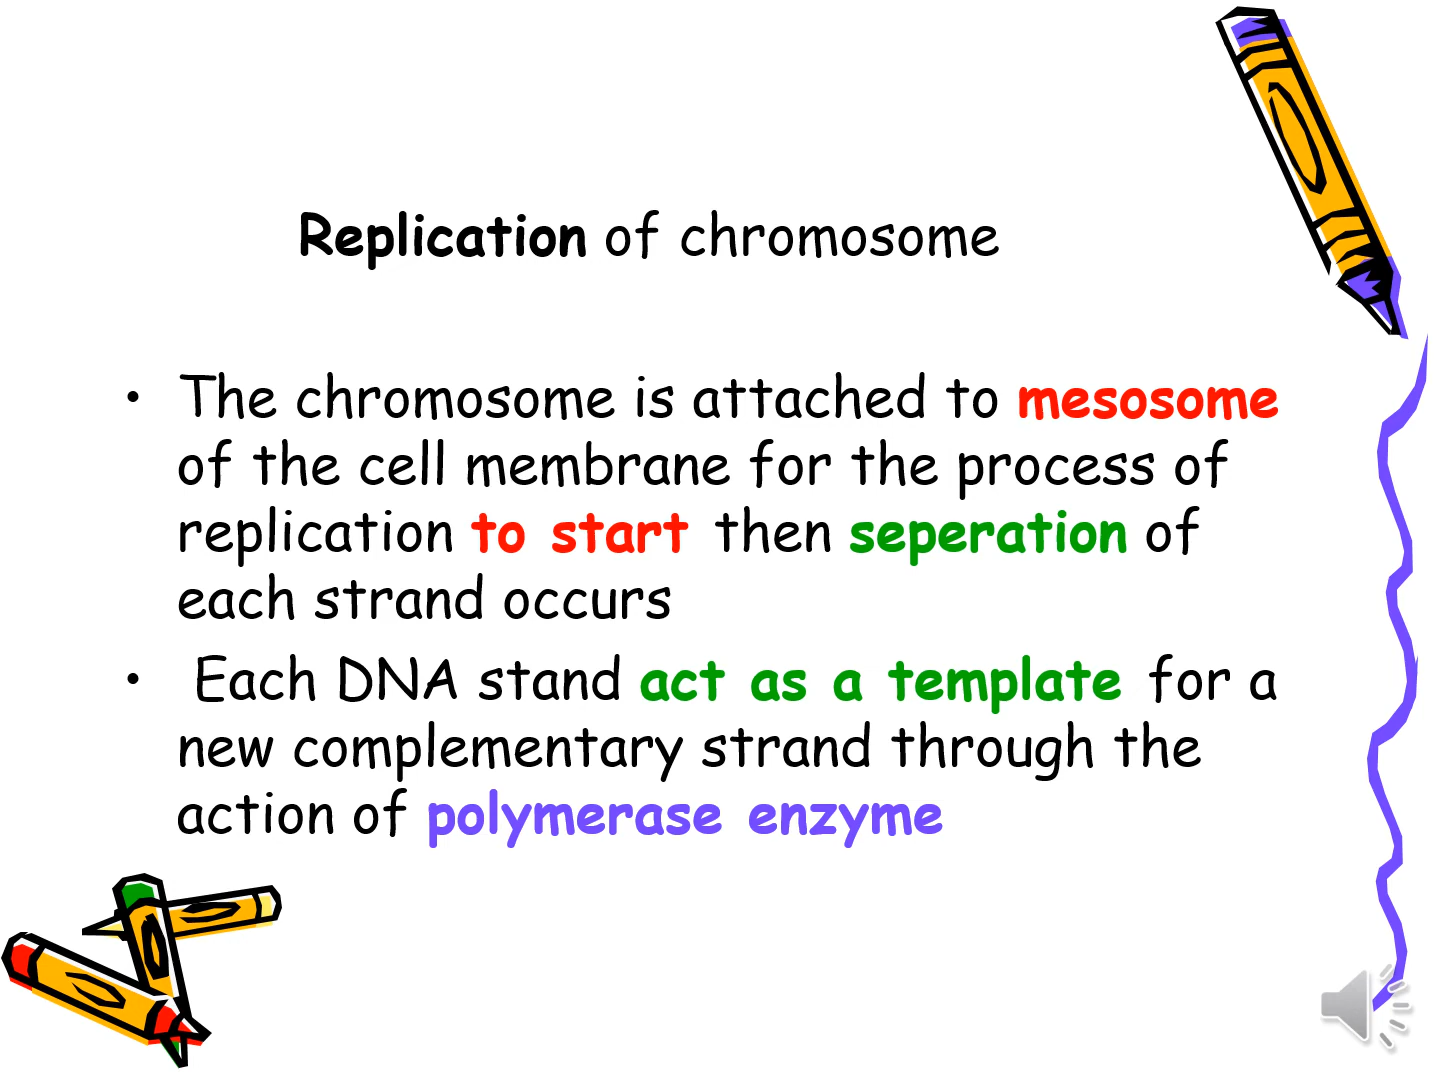 Replication of chromosome
• The chromosome is attached to mesosome
of the cell membrane for the process of
replication to start then seperation of
each strand occurs
• Each DNA stand act as a template for a
new complementary strand through the
action of polymerase enzyme